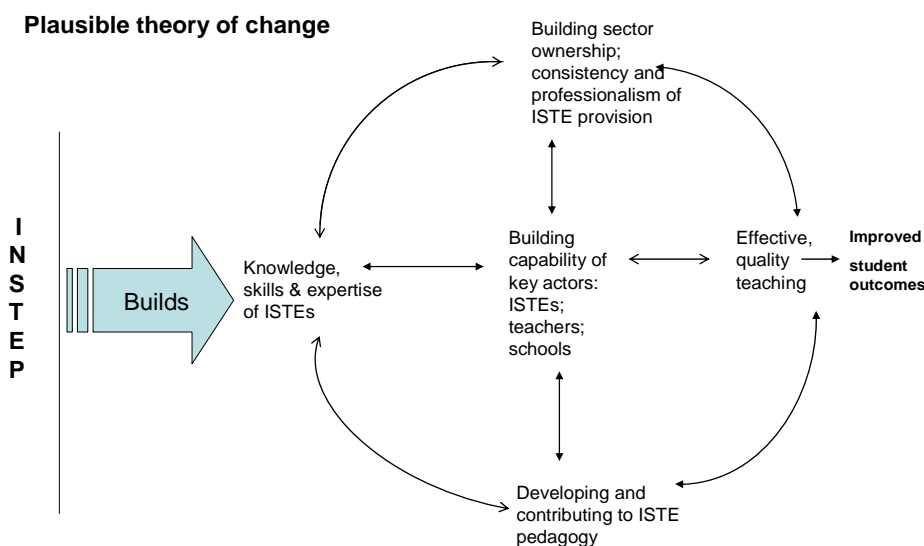 Plausible theory of change
Building sector
ownership;
consistency and
professionalism of
ISTE provision
I
N
S
T
E
P
Builds
Knowledge,
skills & expertise
of ISTEs
Building
capability of
key actors:
ISTEs;
teachers;
schools
Effective,
quality
teaching
Improved
student
outcomes
Developing and
contributing to ISTE
pedagogy